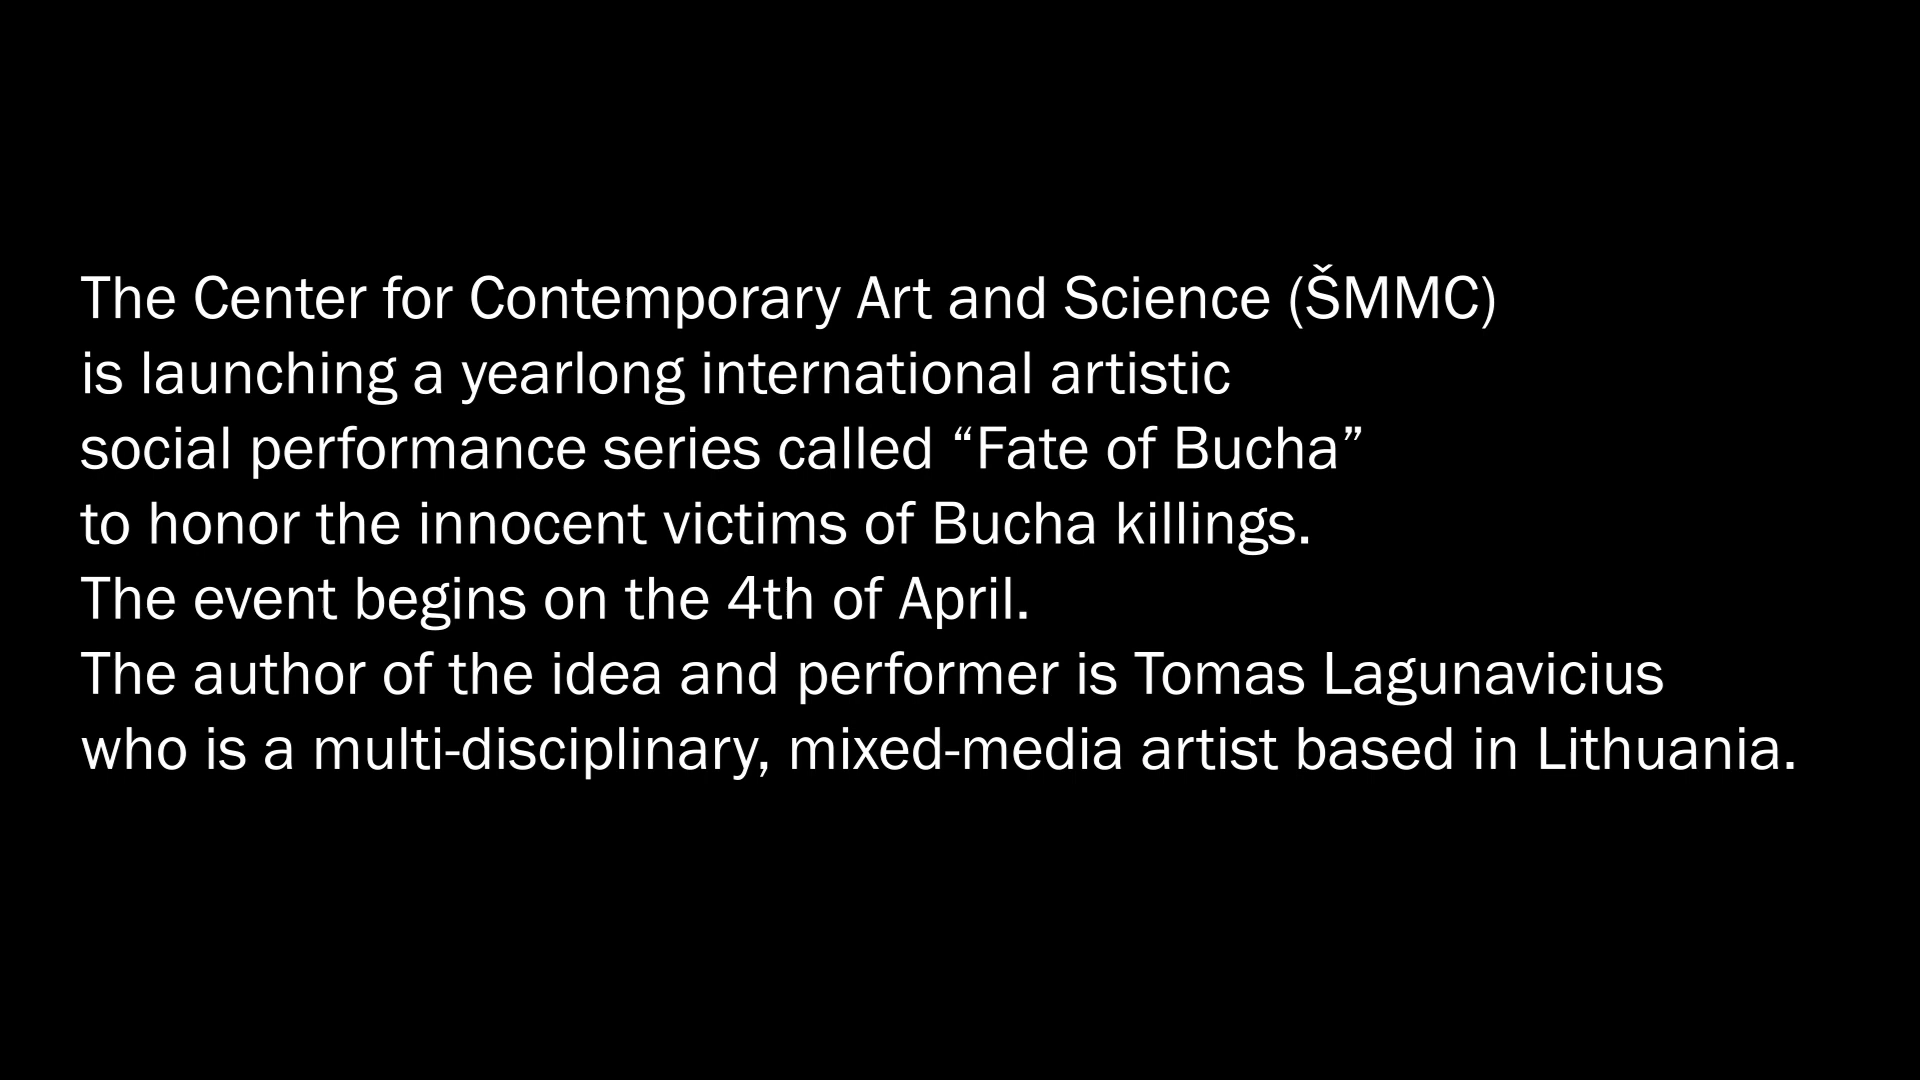 The Center for Contemporary Art and Science (ŠMMC)
is launching a yearlong international artistic
social performance series called “Fate of Bucha”
to honor the innocent victims of Bucha killings.
The event begins on the 4th of April.
The author of the idea and performer is Tomas Lagunavicius
who is a multi-disciplinary, mixed-media artist based in Lithuania.